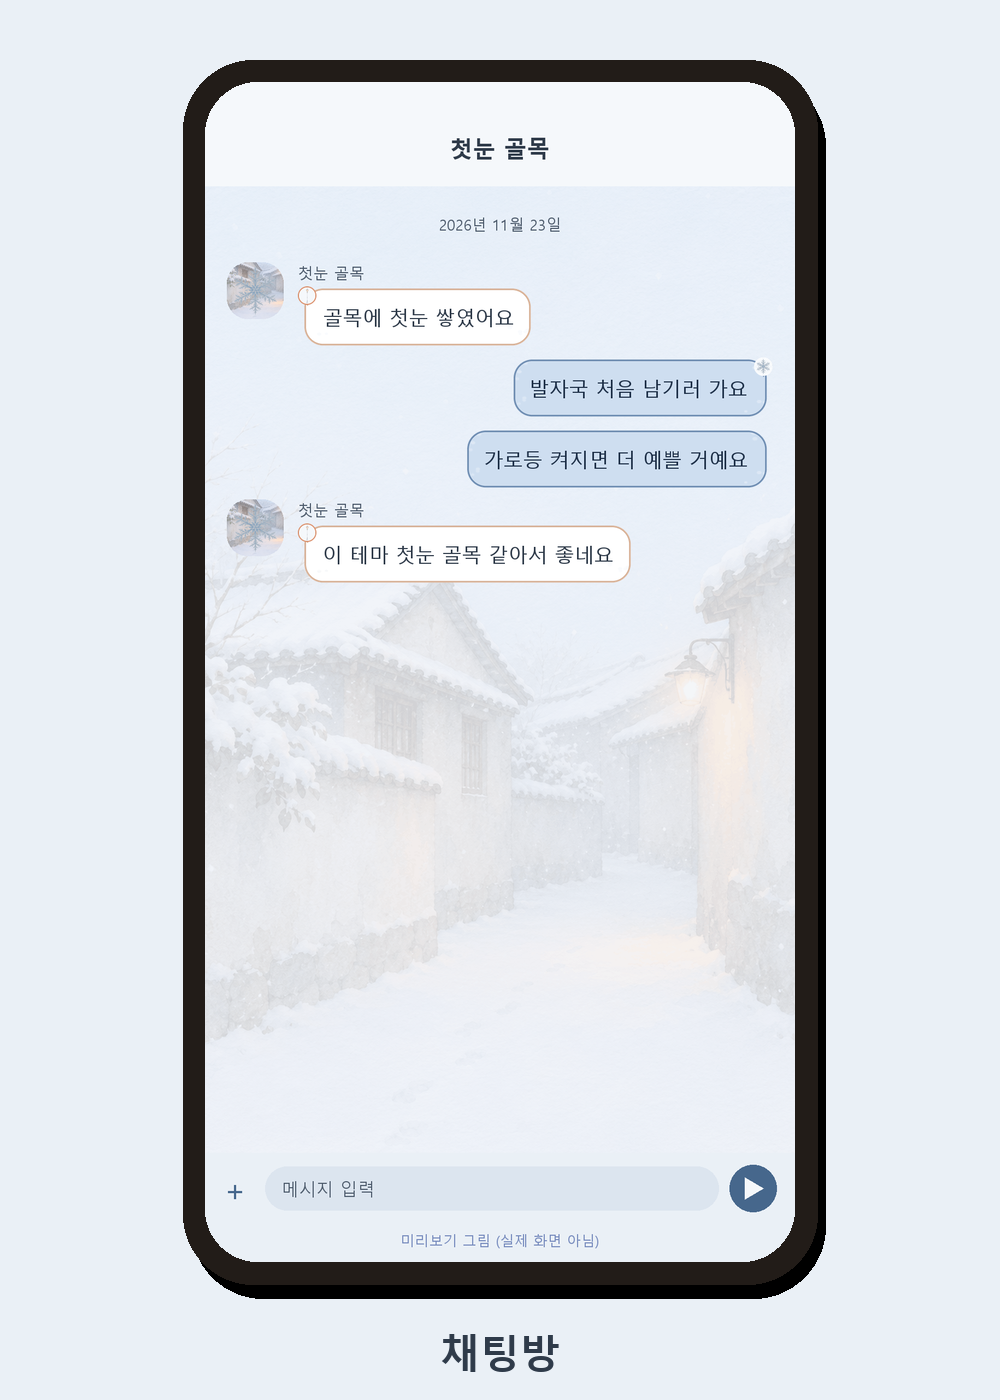 첫눈 골목
2026년 11월 23일
첫눈 골목
골목에 첫눈 쌓였어요
발자국 처음 남기러 가요
가로등 켜지면 더 예쁠 거예요
첫눈 골목
이 테마 첫눈 골목 같아서 좋네요
+
메시지 입력
미리보기 그림 (실제 화면 아님)
채팅방